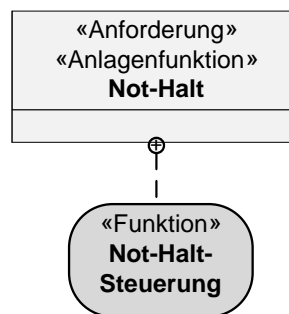 «Anforderung»
«Anlagenfunktion»
Not-Halt
«Funktion»
Not-Halt-
Steuerung